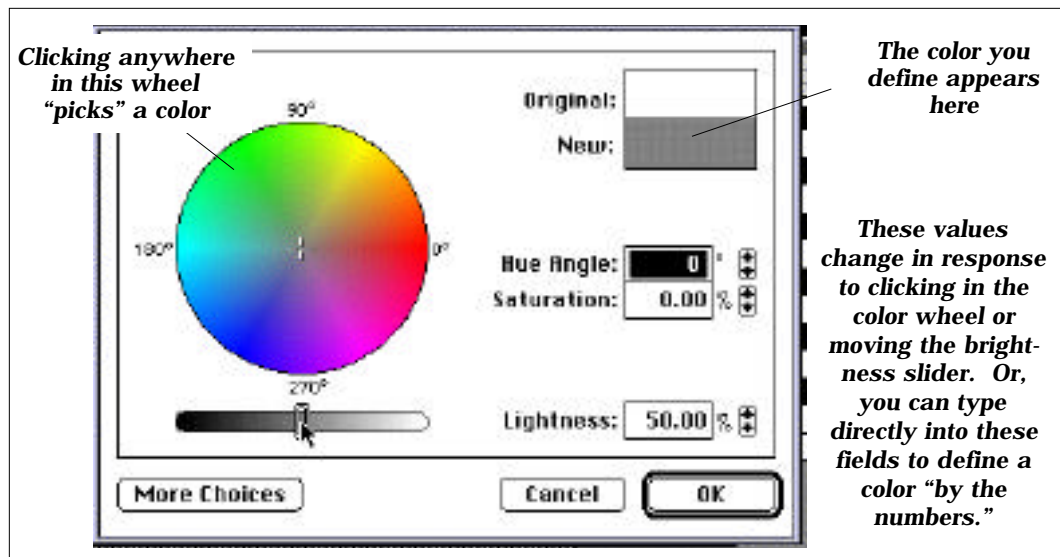 Clicking anywhere
in this wheel
“picks” a color
The color you
define appears
here
Original:
New:
90°
180°
0°
270°
Hue Angle: 0 °
Saturation: 0.00 %
Lightness: 50.00 %
These values
change in response
to clicking in the
color wheel or
moving the bright-
ness slider. Or,
you can type
directly into these
fields to define a
color “by the
numbers.”
More Choices
Cancel
OK